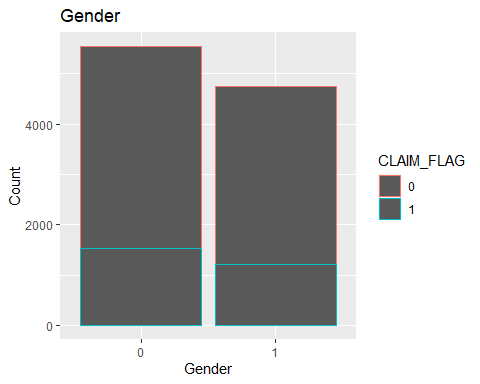 Gender
Count
4000
2000
0
0
1
Gender
CLAIM_FLAG
0
1